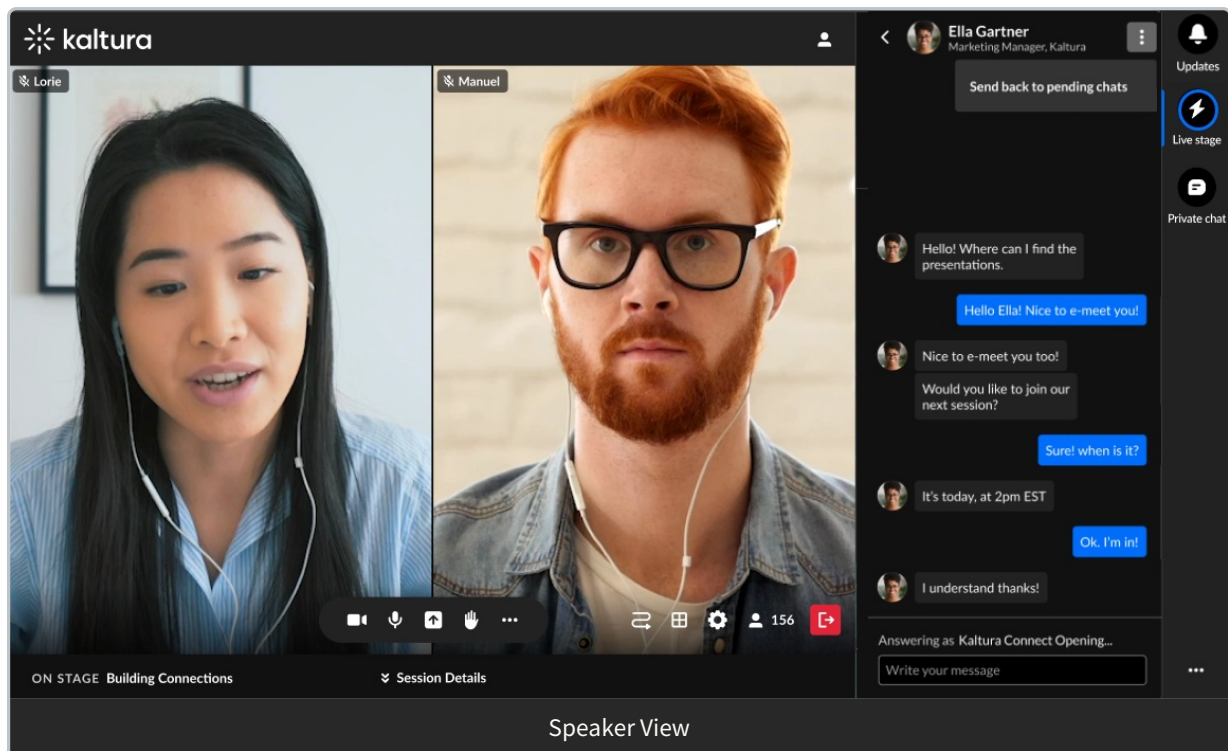 kaltura
Lorie
Manuel
156
ON STAGE Building Connections
Session Details
Ella Gartner
Marketing Manager, Kaltura
Send back to pending chats
Hello! Where can I find the
presentations.
Hello Ella! Nice to e-meet you!
Nice to e-meet you too!
Would you like to join our
next session?
Sure! when is it?
It's today, at 2pm EST
Ok. I'm in!
I understand thanks!
Answering as Kaltura Connect Opening...
Write your message
Updates
Live stage
Private chat
Speaker View